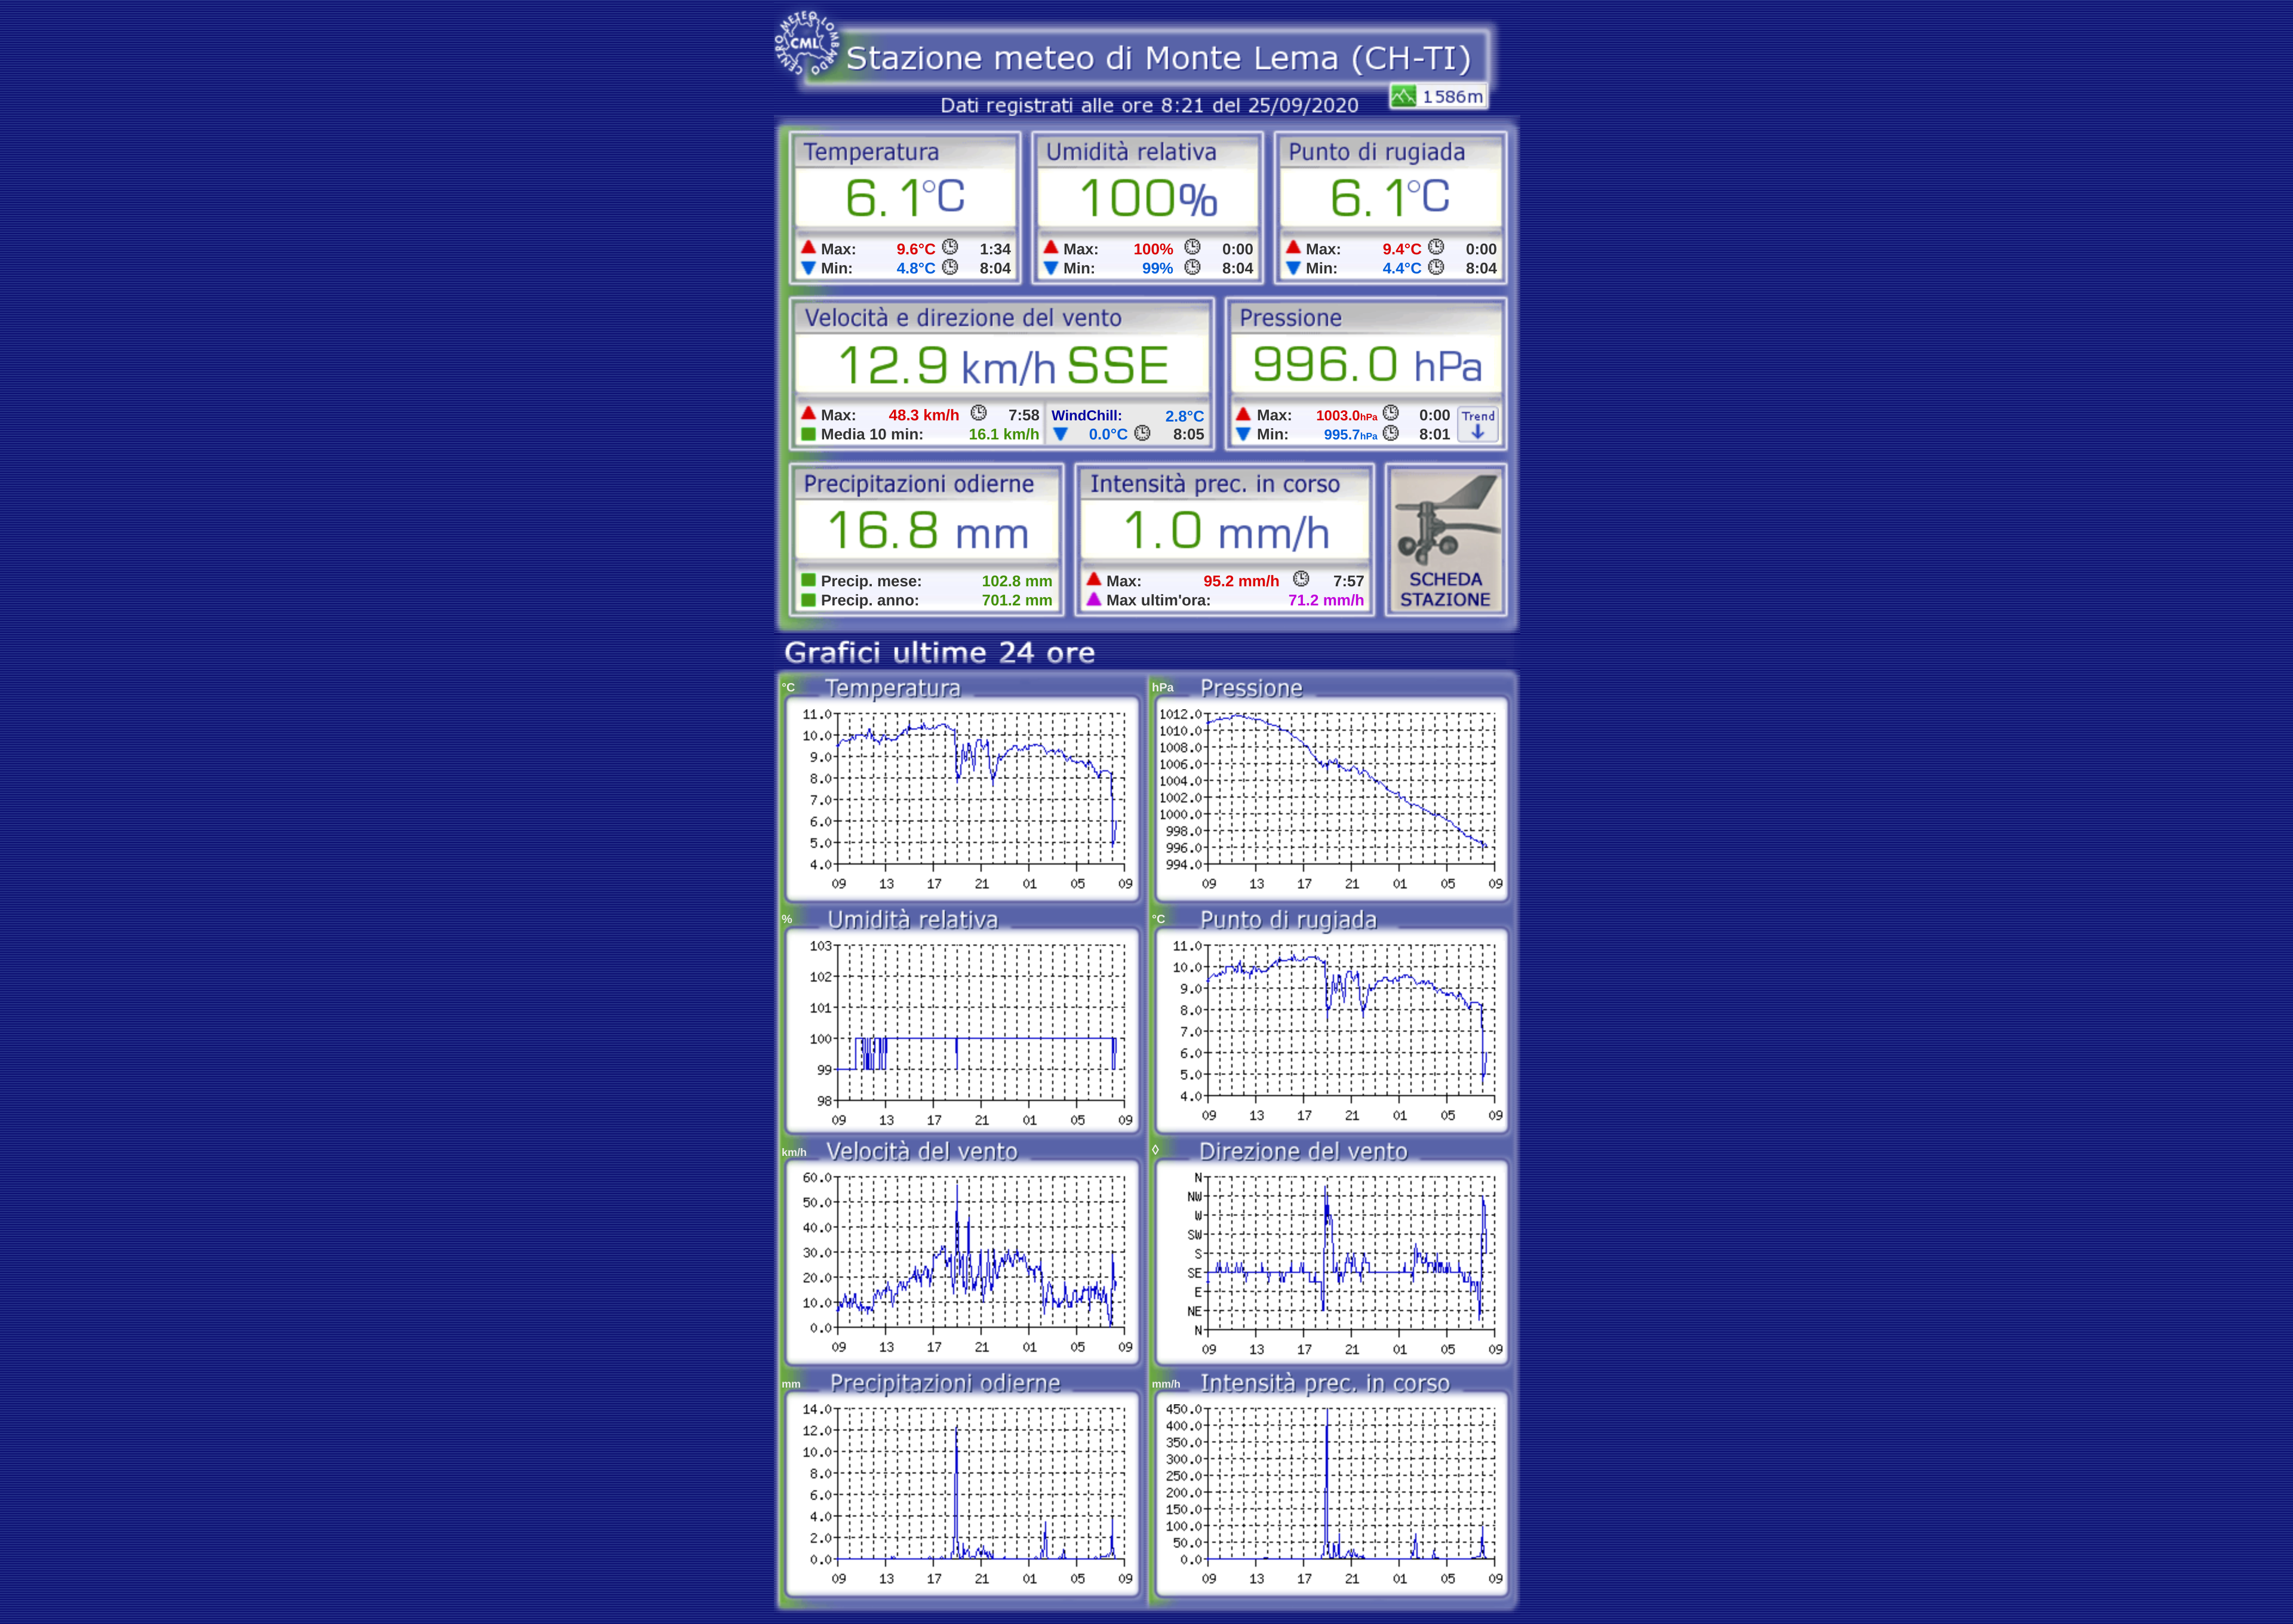 CENTRO METEO LOMBARDO
CML
Stazione meteo di Monte Lema (CH-TI)
1586m
Dati registrati alle ore 8:21 del 25/09/2020
Temperatura
6.1°C
Max: 9.6°C 1:34
Min: 4.8°C 8:04
Umidità relativa
100%
Max: 100% 0:00
Min: 99% 8:04
Punto di rugiada
6.1°C
Max: 9.4°C 0:00
Min: 4.4°C 8:04
Velocità e direzione del vento
12.9 km/h SSE
Max: 48.3 km/h 7:58
Media 10 min: 16.1 km/h
WindChill: 2.8°C
0.0°C 8:05
Pressione
996.0 hPa
Max: 1003.0hPa 0:00
Min: 995.7hPa 8:01
Trend
Precipitazioni odierne
16.8 mm
Precip. mese: 102.8 mm
Precip. anno: 701.2 mm
Intensità prec. in corso
1.0 mm/h
Max: 95.2 mm/h 7:57
Max ultim'ora: 71.2 mm/h
SCHEDA
STAZIONE
Grafici ultime 24 ore
°C Temperatura
11.0
10.0
9.0
8.0
7.0
6.0
5.0
4.0
09 13 17 21 01 05 09
hPa Pressione
1012.0
1010.0
1008.0
1006.0
1004.0
1002.0
1000.0
998.0
996.0
994.0
09 13 17 21 01 05 09
% Umidità relativa
103
102
101
100
99
98
09 13 17 21 01 05 09
°C Punto di rugiada
11.0
10.0
9.0
8.0
7.0
6.0
5.0
4.0
09 13 17 21 01 05 09
km/h Velocità del vento
60.0
50.0
40.0
30.0
20.0
10.0
0.0
09 13 17 21 01 05 09
◊ Direzione del vento
N
NW
W
SW
S
SE
E
NE
N
09 13 17 21 01 05 09
mm Precipitazioni odierne
14.0
12.0
10.0
8.0
6.0
4.0
2.0
0.0
09 13 17 21 01 05 09
mm/h Intensità prec. in corso
450.0
400.0
350.0
300.0
250.0
200.0
150.0
100.0
50.0
0.0
09 13 17 21 01 05 09